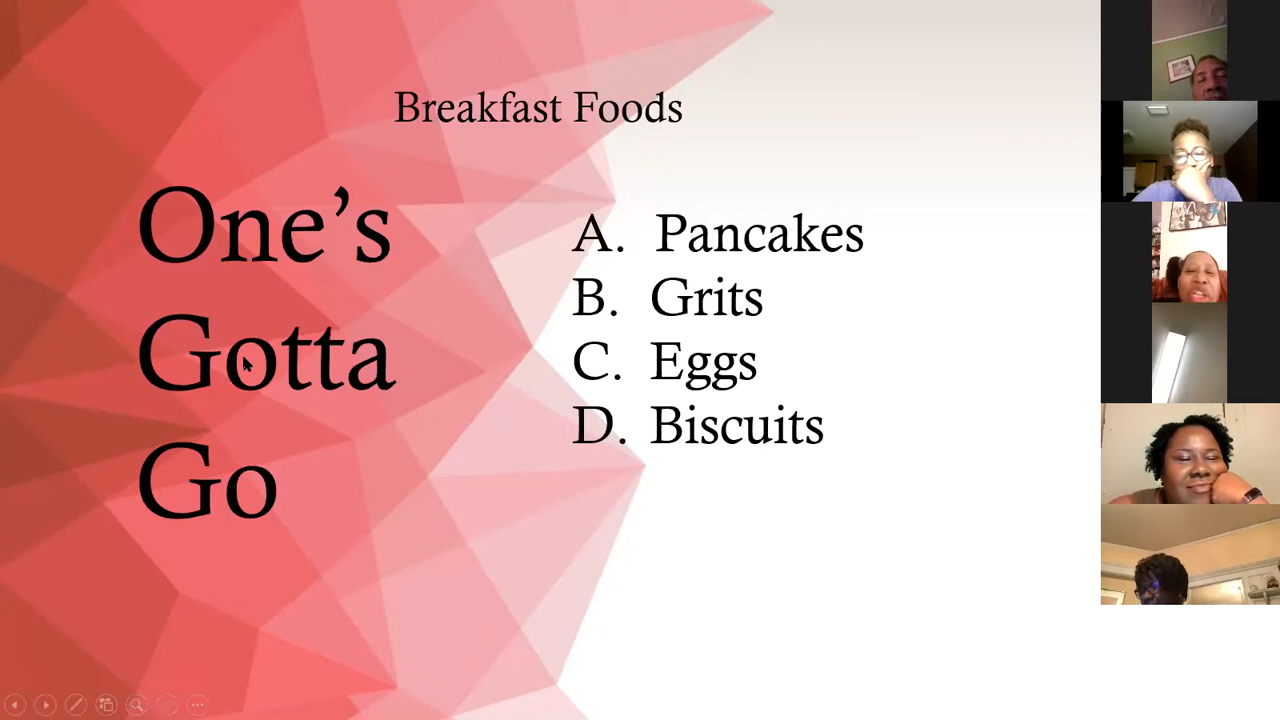 Breakfast Foods
One’s
Gotta
Go
A. Pancakes
B. Grits
C. Eggs
D. Biscuits